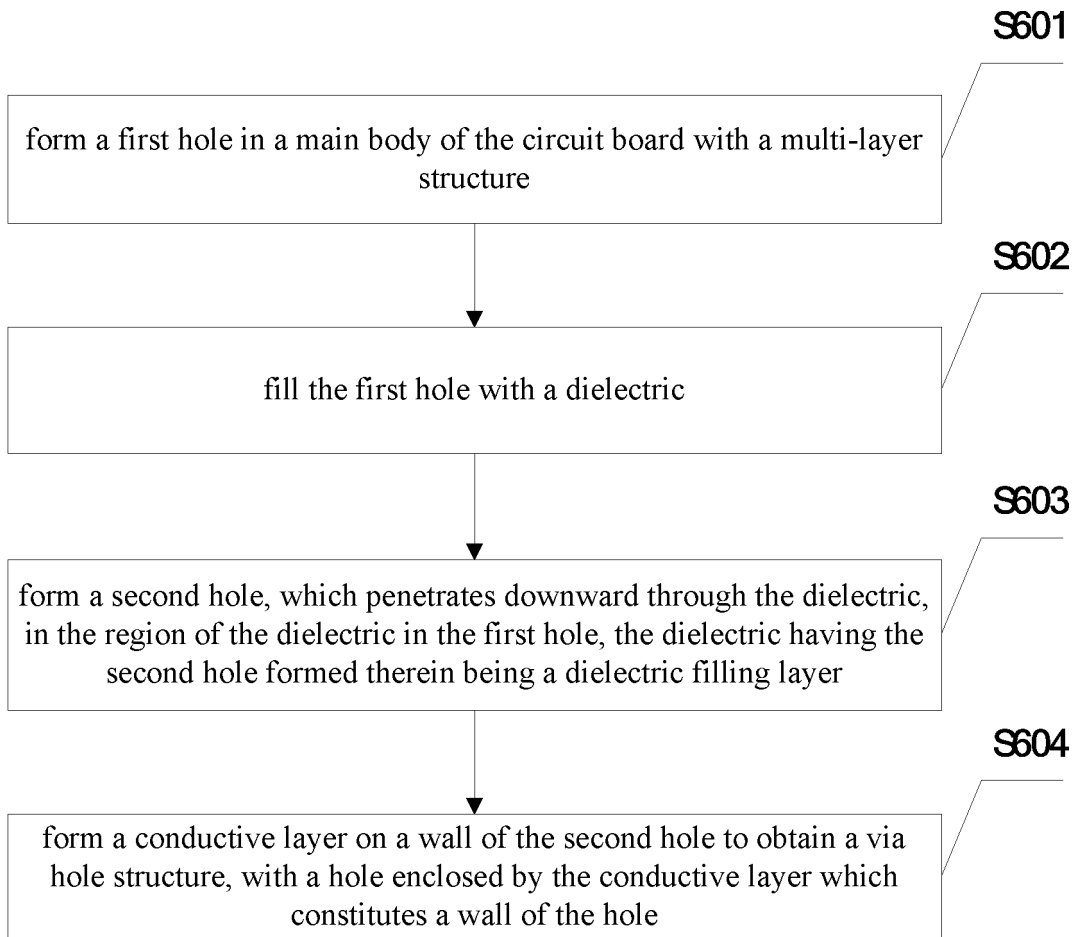 S601
form a first hole in a main body of the circuit board with a multi-layer
structure
S602
fill the first hole with a dielectric
S603
form a second hole, which penetrates downward through the dielectric,
in the region of the dielectric in the first hole, the dielectric having the
second hole formed therein being a dielectric filling layer
S604
form a conductive layer on a wall of the second hole to obtain a via
hole structure, with a hole enclosed by the conductive layer which
constitutes a wall of the hole